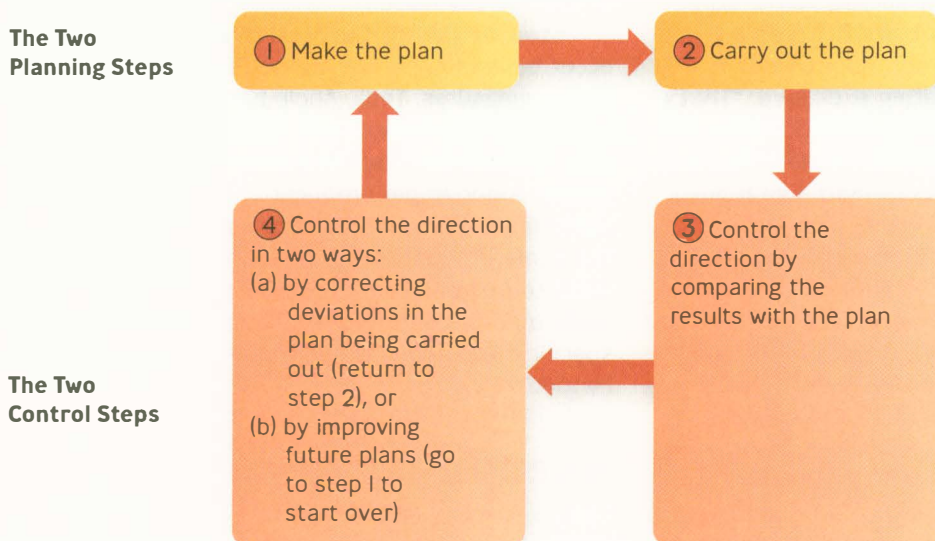 The Two
Planning Steps
1 Make the plan
2 Carry out the plan
The Two
Control Steps
4 Control the direction
in two ways:
(a) by correcting
deviations in the
plan being carried
out (return to
step 2), or
(b) by improving
future plans (go
to step 1 to
start over)
3 Control the
direction by
comparing the
results with the plan